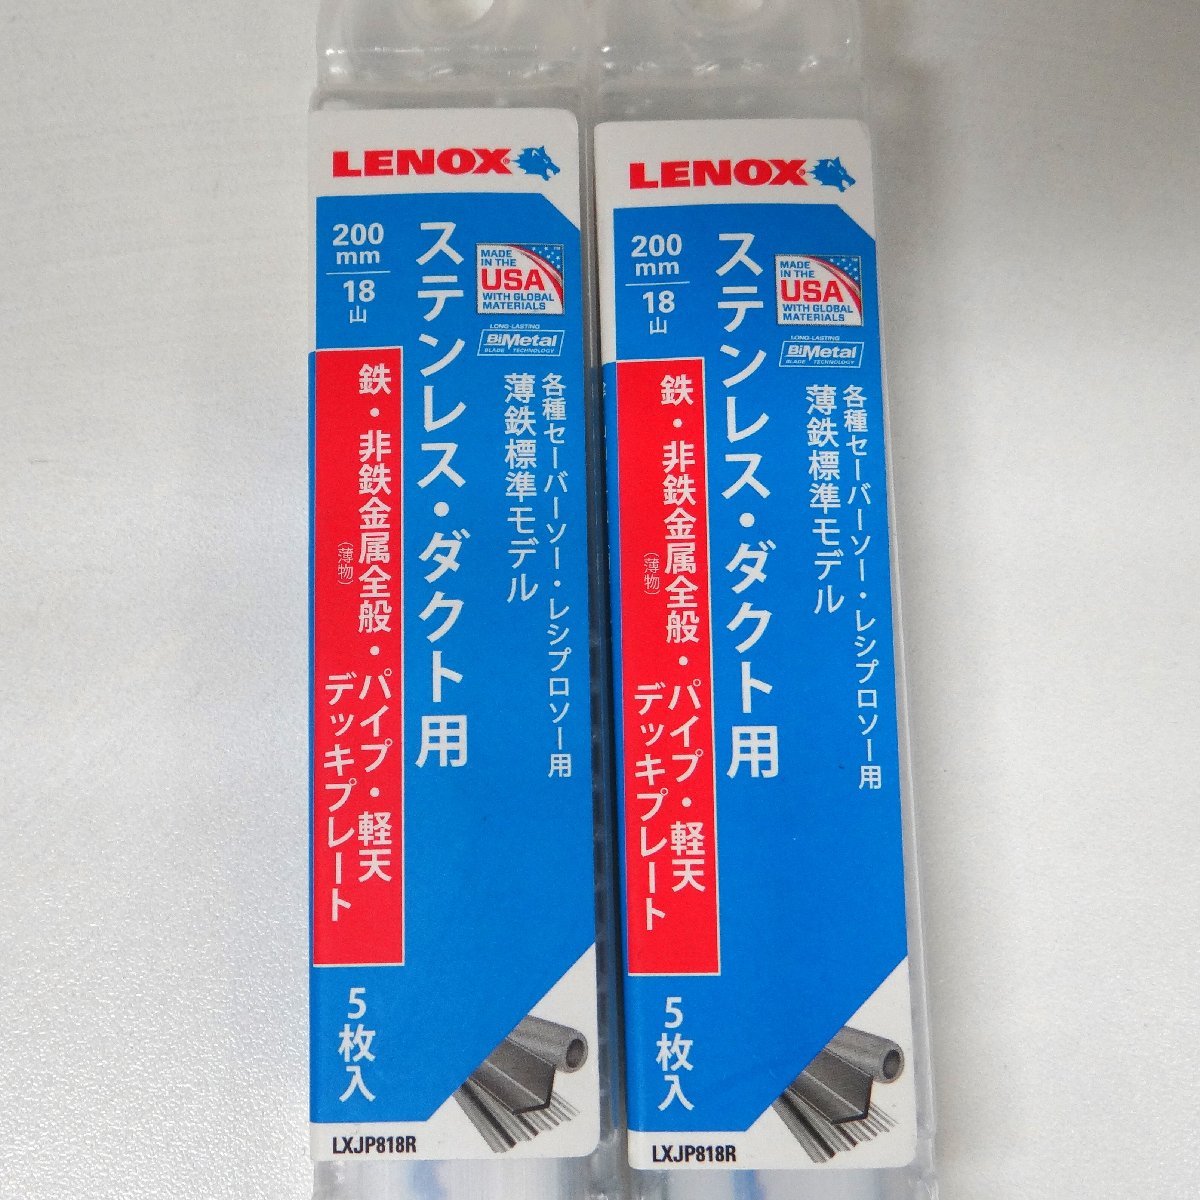 LENOX®
200
mm
18
山
ステンレス・ダクト用
MADE
IN THE
USA™
WITH GLOBAL
MATERIALS
LONG-LASTING
BiMetal
BLADE TECHNOLOGY
各種セーバーソー・レシプロソー用
薄鉄標準モデル
鉄・非鉄金属全般・パイプ・軽天
(薄物)
デッキプレート
5枚入
LXJP818R
LENOX®
200
mm
18
山
ステンレス・ダクト用
MADE
IN THE
USA™
WITH GLOBAL
MATERIALS
LONG-LASTING
BiMetal
BLADE TECHNOLOGY
各種セーバーソー・レシプロソー用
薄鉄標準モデル
鉄・非鉄金属全般・パイプ・軽天
(薄物)
デッキプレート
5枚入
LXJP818R